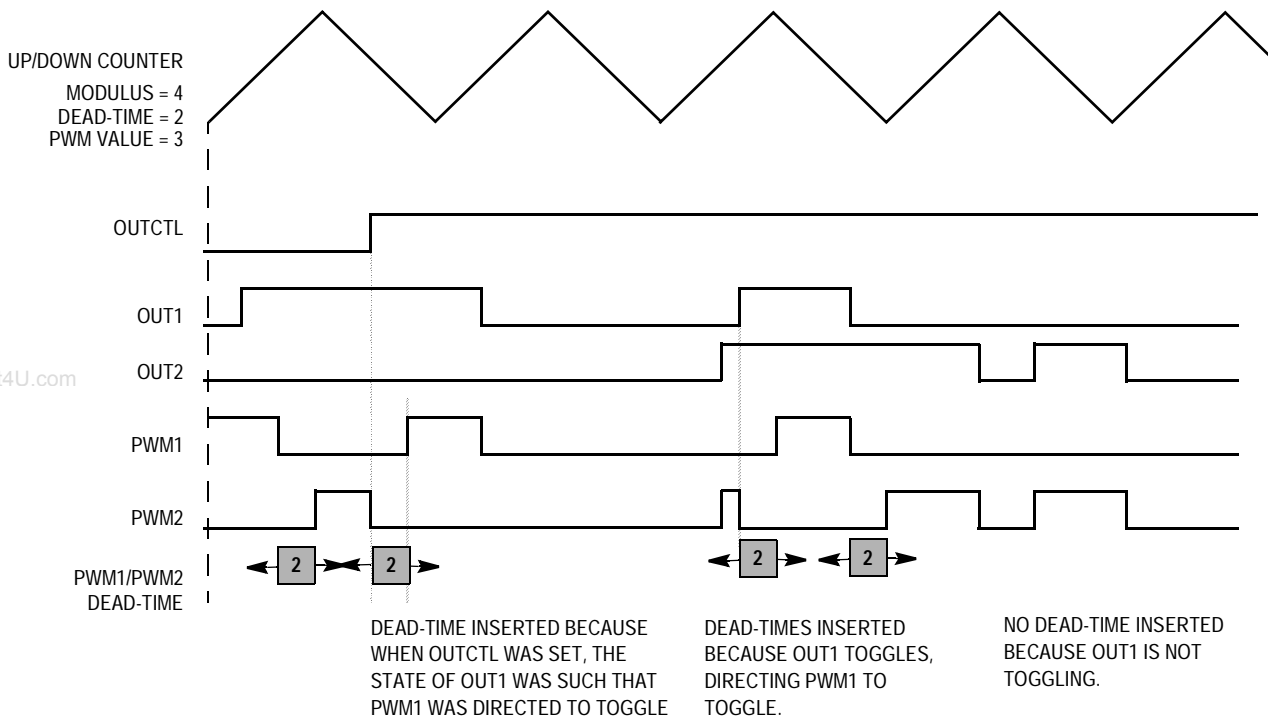 UP/DOWN COUNTER
MODULUS = 4
DEAD-TIME = 2
PWM VALUE = 3
OUTCTL
OUT1
OUT2
t4U.com
PWM1
PWM2
PWM1/PWM2
DEAD-TIME
2
2
2
2
DEAD-TIME INSERTED BECAUSE
WHEN OUTCTL WAS SET, THE
STATE OF OUT1 WAS SUCH THAT
PWM1 WAS DIRECTED TO TOGGLE
DEAD-TIMES INSERTED
BECAUSE OUT1 TOGGLES,
DIRECTING PWM1 TO
TOGGLE.
NO DEAD-TIME INSERTED
BECAUSE OUT1 IS NOT
TOGGLING.